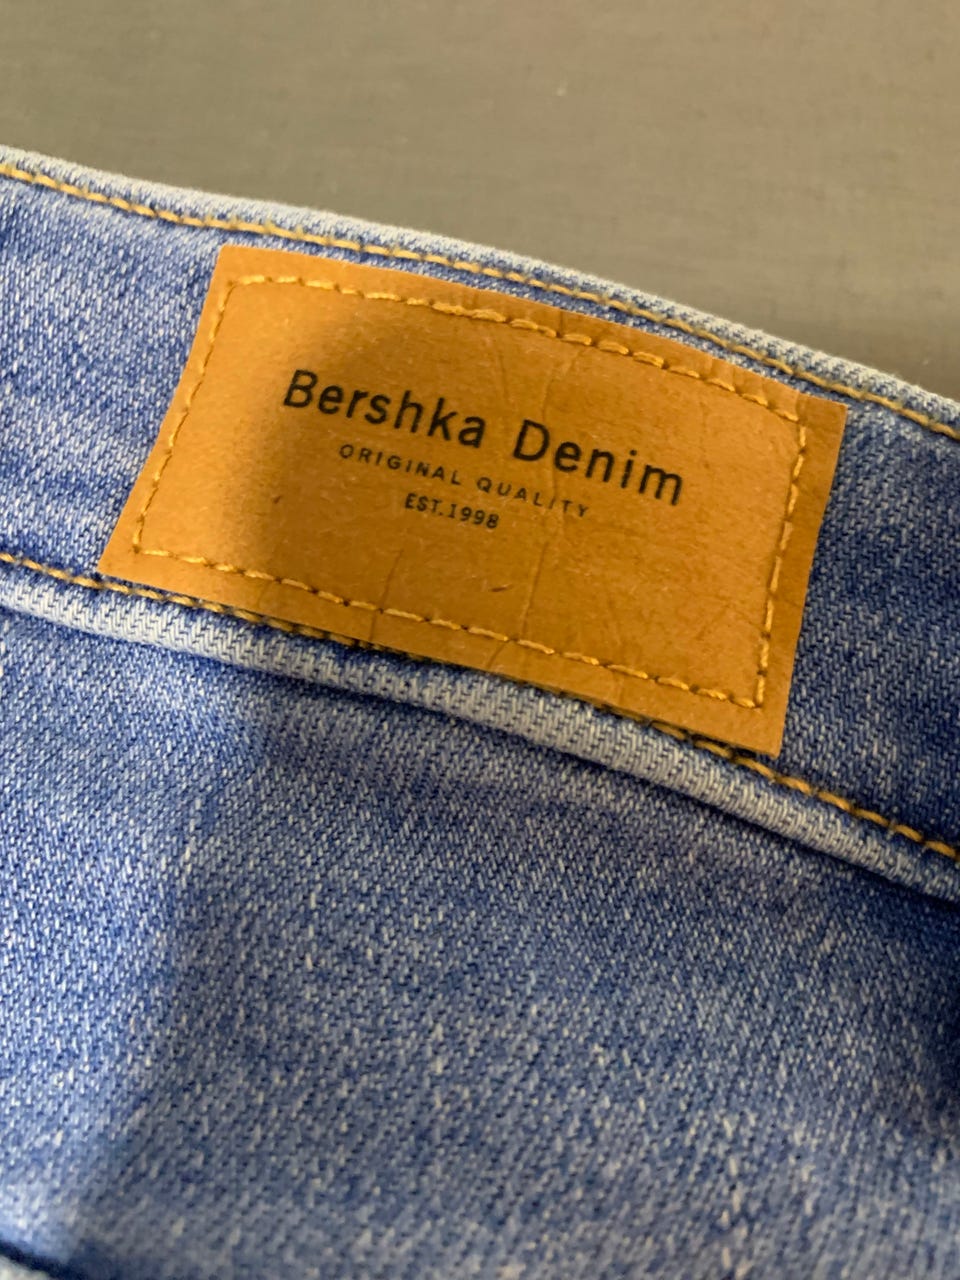 Bershka Denim
ORIGINAL QUALITY
EST.1998